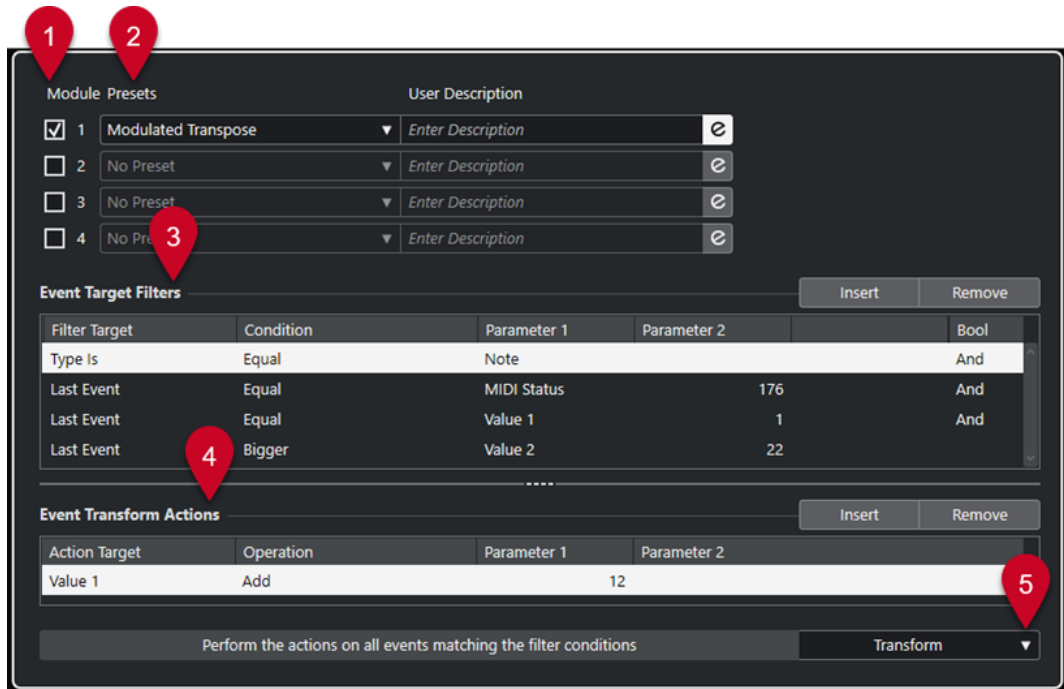 1 2
Module Presets User Description
1 Modulated Transpose Enter Description e
2 No Preset Enter Description e
3 No Preset Enter Description e
4 No Pre Enter Description e
3
Event Target Filters Insert Remove
Filter Target Condition Parameter 1 Parameter 2 Bool
Type Is Equal Note And
Last Event Equal MIDI Status 176 And
Last Event Equal Value 1 1 And
Last Event Bigger Value 2 22
4
Event Transform Actions Insert Remove
Action Target Operation Parameter 1 Parameter 2
Value 1 Add 12
5
Perform the actions on all events matching the filter conditions Transform